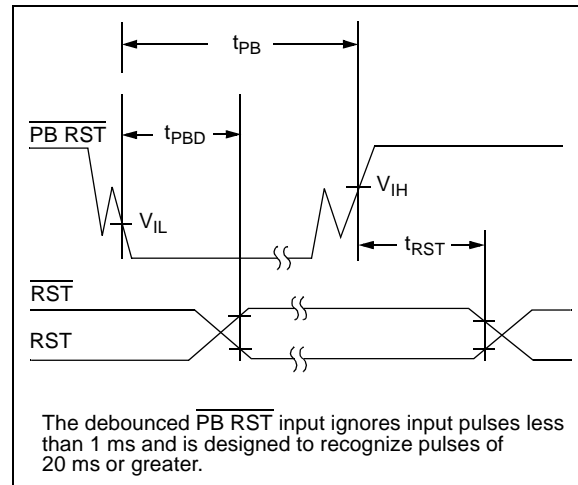 tPB
tPBD
PB RST
VIH
VIL
tRST
RST
RST
The debounced PB RST input ignores input pulses less
than 1 ms and is designed to recognize pulses of
20 ms or greater.